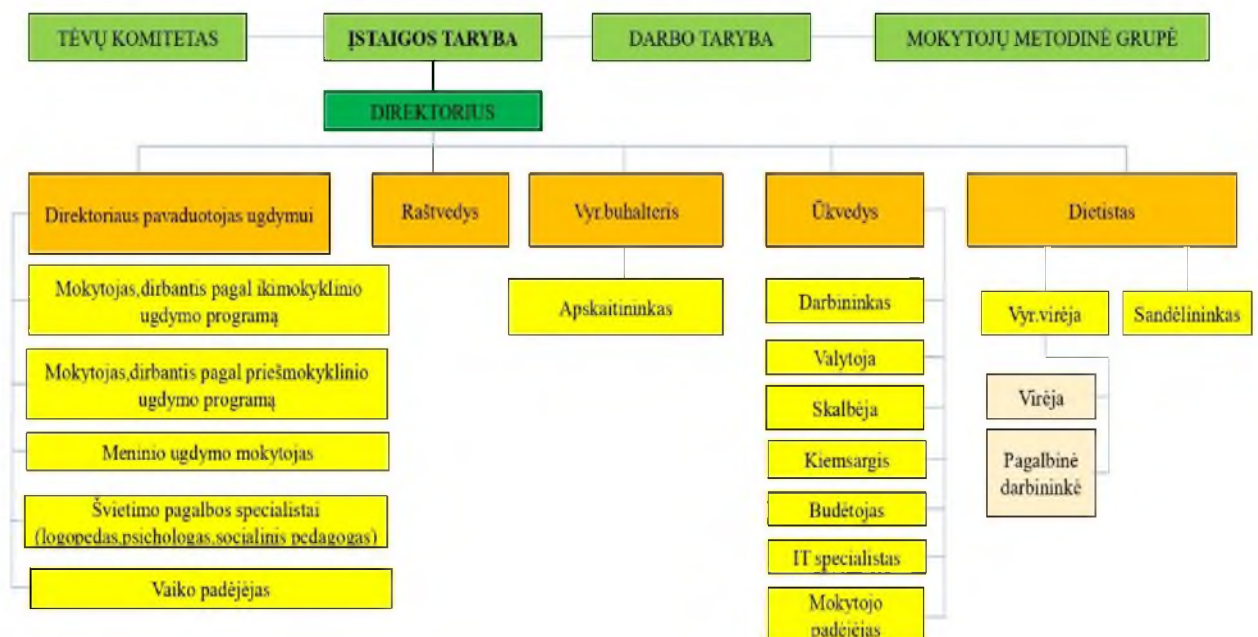 TĖVŲ KOMITETAS
ĮSTAIGOS TARYBA
DARBO TARYBA
MOKYTOJŲ METODINĖ GRUPĖ
DIREKTORIUS
Direktoriaus pavaduotojas ugdymui
Raštvedys
Vyr.buhalteris
Ūkvedys
Dietistas
Mokytojas,dirbantis pagal ikimokyklinio
ugdymo programą
Mokytojas,dirbantis pagal priešmokyklinio
ugdymo programą
Meninio ugdymo mokytojas
Švietimo pagalbos specialistai
(logopedas,psichologas,socialinis pedagogas)
Vaiko padėjėjas
Apskaitininkas
Darbininkas
Valytoja
Skalbėja
Kiemsargis
Budėtojas
IT specialistas
Mokytojo
padėjėjas
Vyr.virėja
Sandėlininkas
Virėja
Pagalbinė
darbininkė